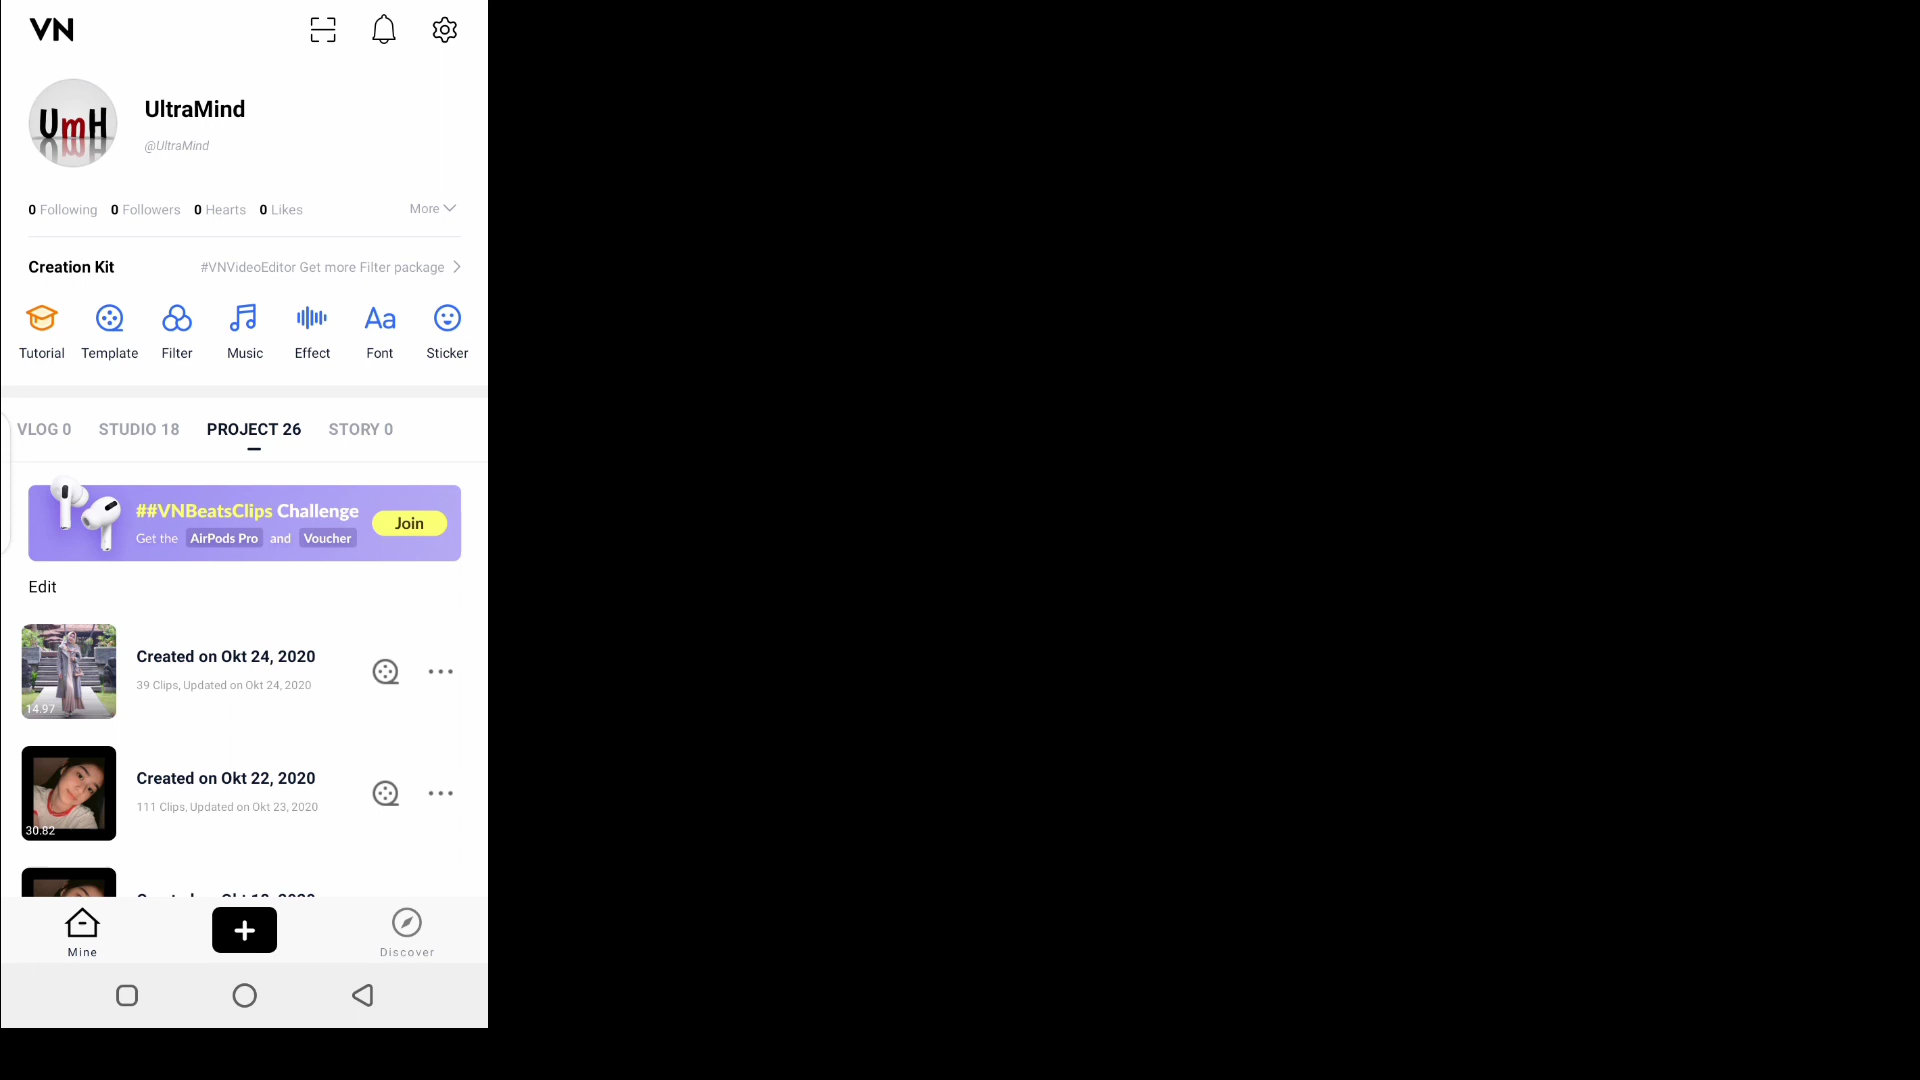 VN
UmH
UltraMind
@UltraMind
0 Following 0 Followers 0 Hearts 0 Likes More
Creation Kit #VNVideoEditor Get more Filter package
Aa
Tutorial Template Filter Music Effect Font Sticker
VLOG 0 STUDIO 18 PROJECT 26 STORY 0
##VNBeatsClips Challenge
Join
Get the AirPods Pro and Voucher
Edit
Created on Okt 24, 2020
39 Clips, Updated on Okt 24, 2020
14.97
Created on Okt 22, 2020
111 Clips, Updated on Okt 23, 2020
30.82
Mine Discover